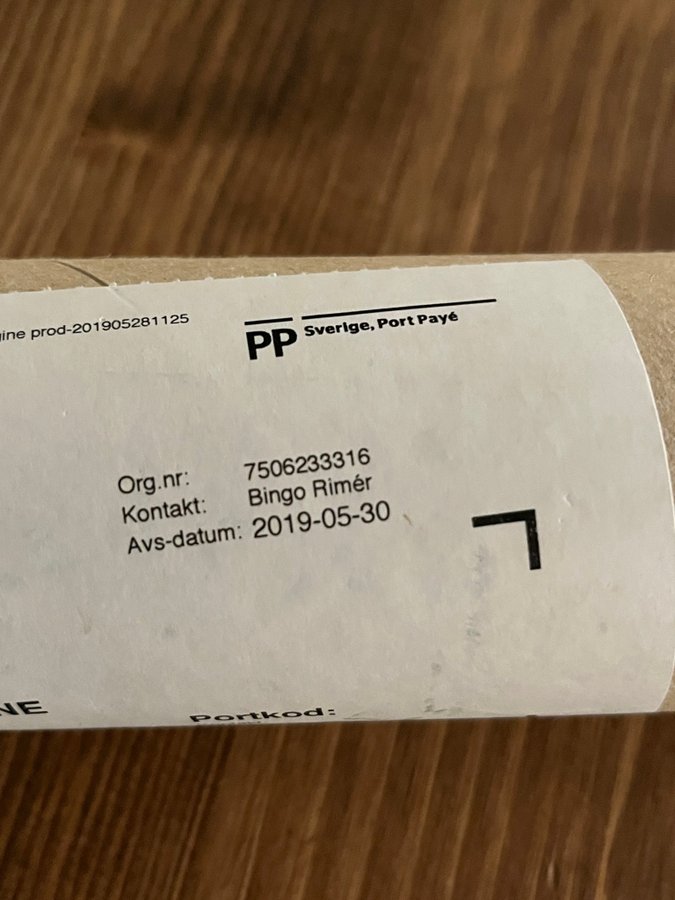 prod-201905281125
PP Sverige, Port Payé
Org.nr: 7506233316
Kontakt: Bingo Rimér
Avs-datum: 2019-05-30
Portkod: